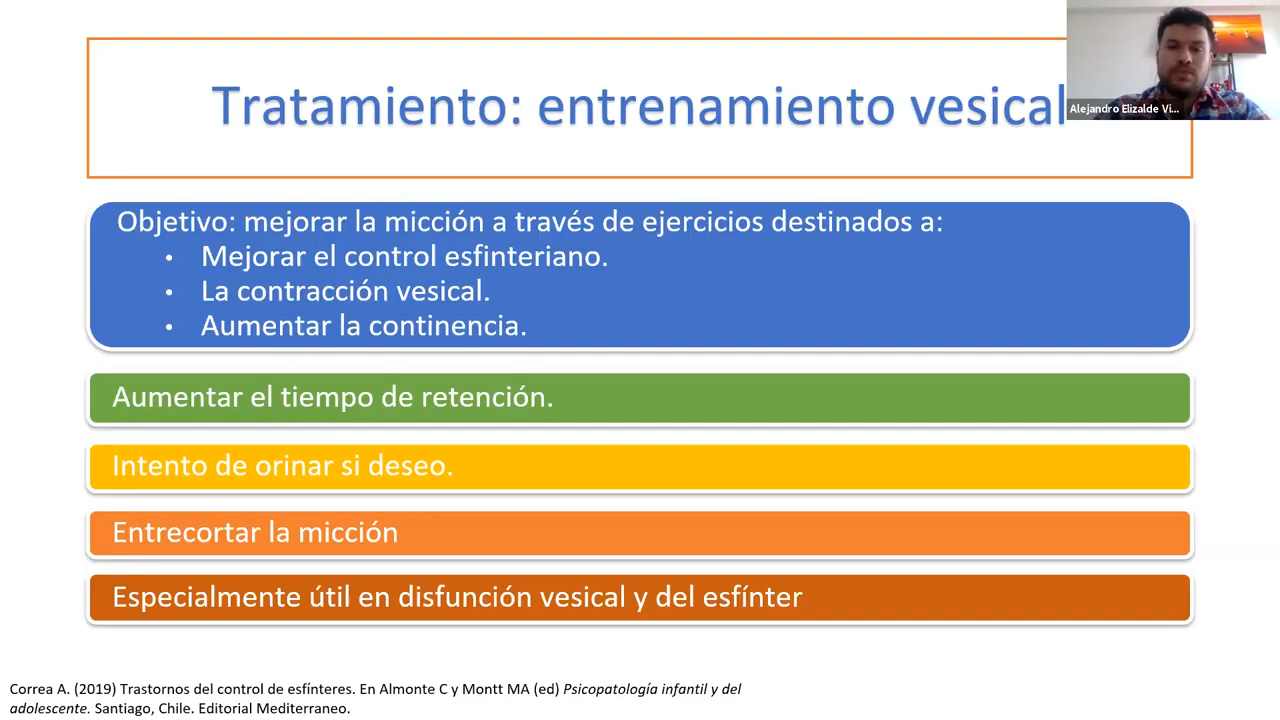 Tratamiento: entrenamiento vesical
Alejandro Elizalde Vi...
Objetivo: mejorar la micción a través de ejercicios destinados a:
• Mejorar el control esfinteriano.
• La contracción vesical.
• Aumentar la continencia.
Aumentar el tiempo de retención.
Intento de orinar si deseo.
Entrecortar la micción
Especialmente útil en disfunción vesical y del esfínter
Correa A. (2019) Trastornos del control de esfínteres. En Almonte C y Montt MA (ed) Psicopatología infantil y del
adolescente. Santiago, Chile. Editorial Mediterraneo.